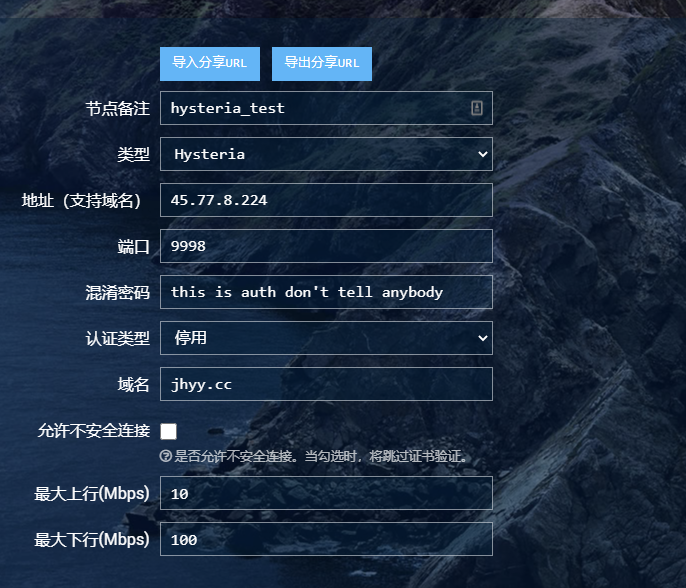 导入分享URL 导出分享URL
节点备注 hysteria_test
类型 Hysteria
地址（支持域名） 45.77.8.224
端口 9998
混淆密码 this is auth don't tell anybody
认证类型 停用
域名 jhyy.cc
允许不安全连接
是否允许不安全连接。当勾选时，将跳过证书验证。
最大上行(Mbps) 10
最大下行(Mbps) 100